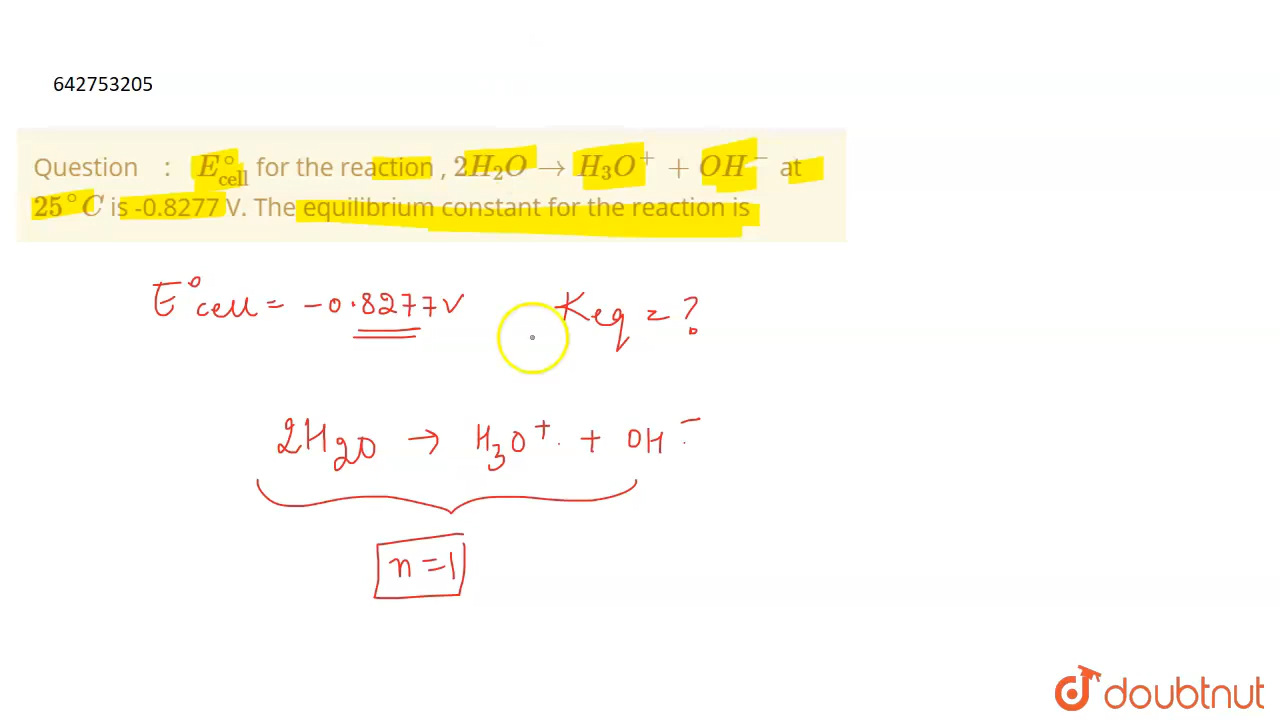 642753205
Question : E°cell for the reaction , 2H₂O → H₃O⁺ + OH⁻ at
25°C is -0.8277 V. The equilibrium constant for the reaction is
E°cell = -0.8277V Keq = ?
2H₂O → H₃O⁺ + OH⁻
n=1
doubtnut